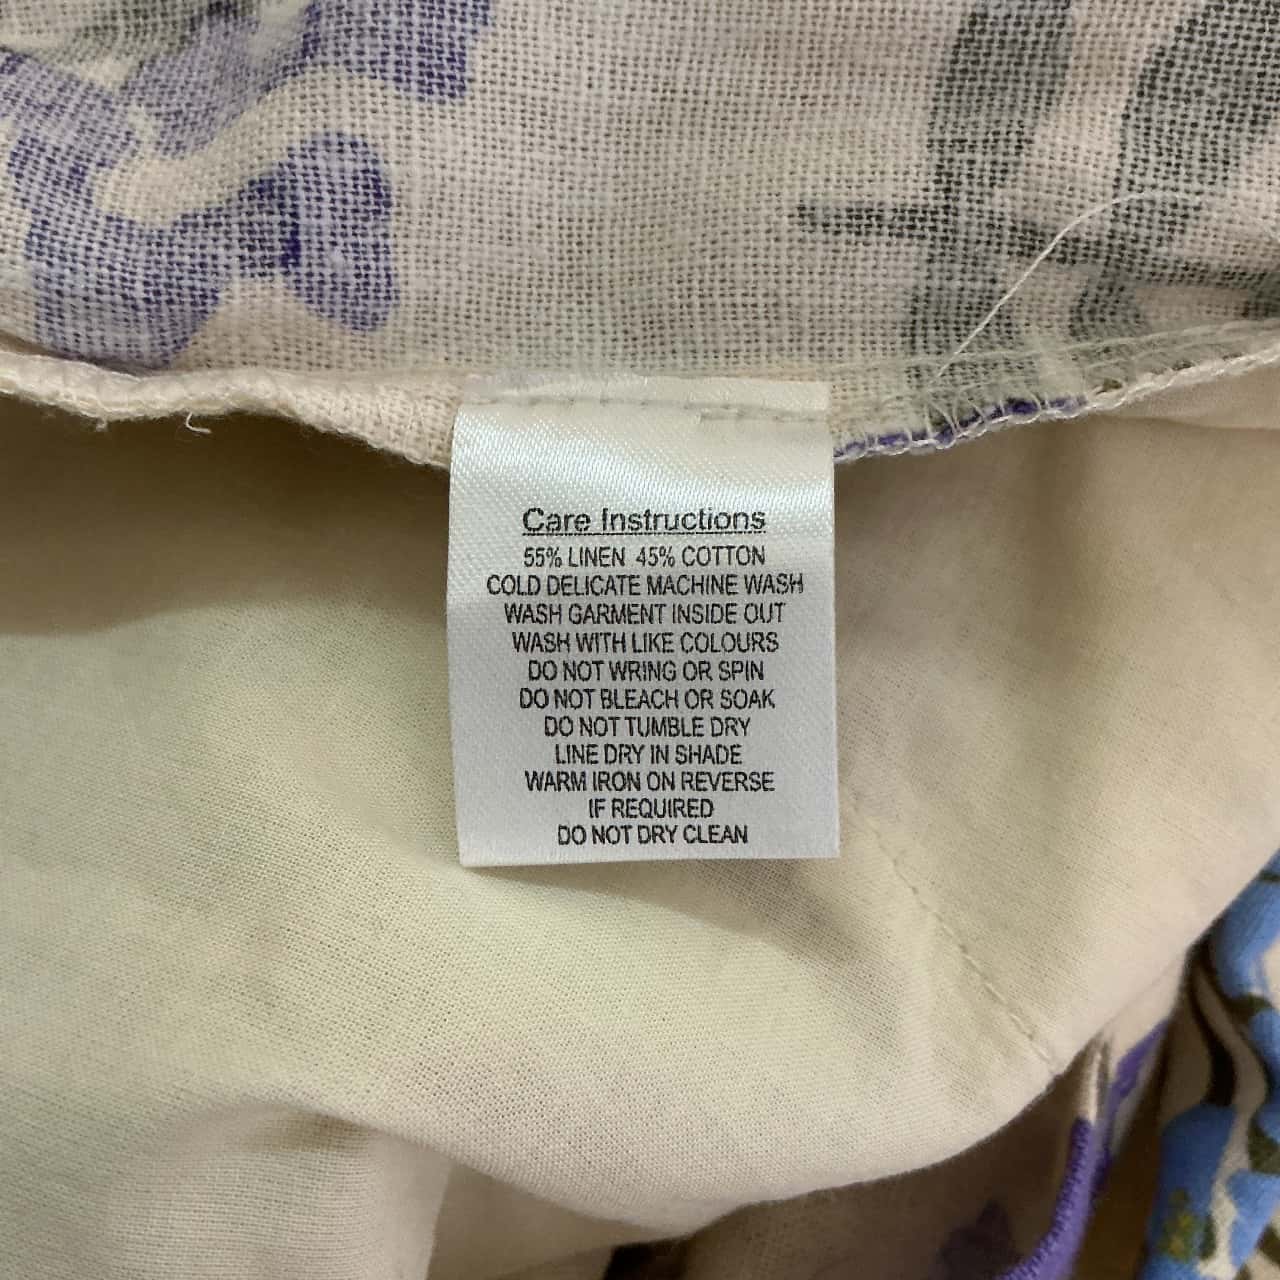 Care Instructions
55% LINEN 45% COTTON
COLD DELICATE MACHINE WASH
WASH GARMENT INSIDE OUT
WASH WITH LIKE COLOURS
DO NOT WRING OR SPIN
DO NOT BLEACH OR SOAK
DO NOT TUMBLE DRY
LINE DRY IN SHADE
WARM IRON ON REVERSE
IF REQUIRED
DO NOT DRY CLEAN